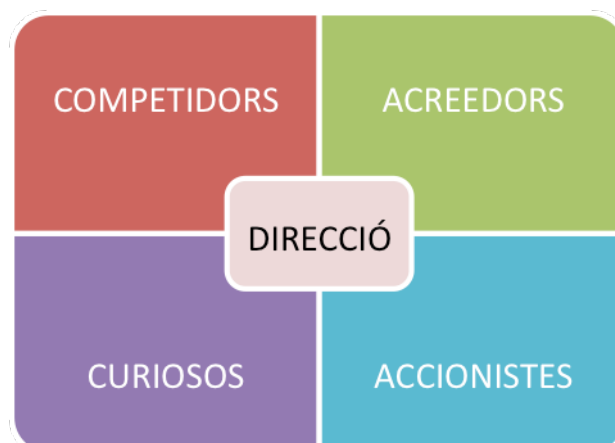 COMPETIDORS
ACREEDORS
DIRECCIÓ
CURIOSOS
ACCIONISTES